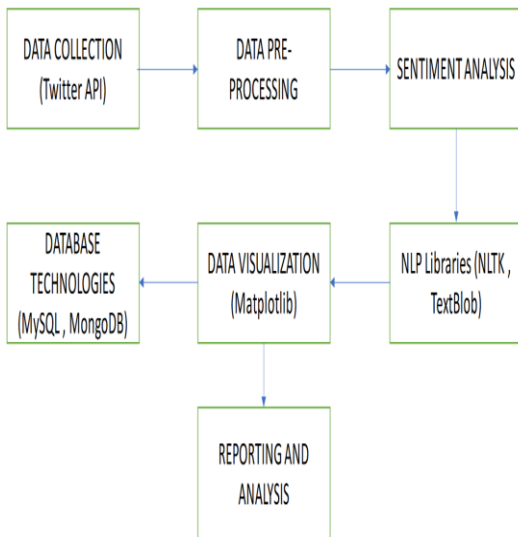 DATA COLLECTION
(Twitter API)
DATA PRE-
PROCESSING
SENTIMENT ANALYSIS
DATABASE
TECHNOLOGIES
(MySQL , MongoDB)
DATA VISUALIZATION
(Matplotlib)
NLP Libraries (NLTK ,
TextBlob)
REPORTING AND
ANALYSIS